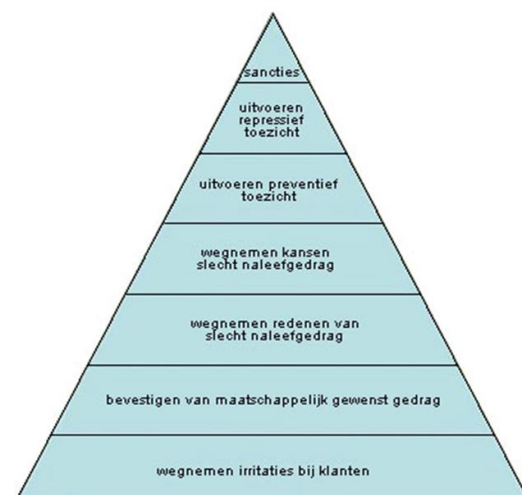 sancties
uitvoeren
repressief
toezicht
uitvoeren preventief
toezicht
wegnemen kansen
slecht naleefgedrag
wegnemen redenen van
slecht naleefgedrag
bevestigen van maatschappelijk gewenst gedrag
wegnemen irritaties bij klanten